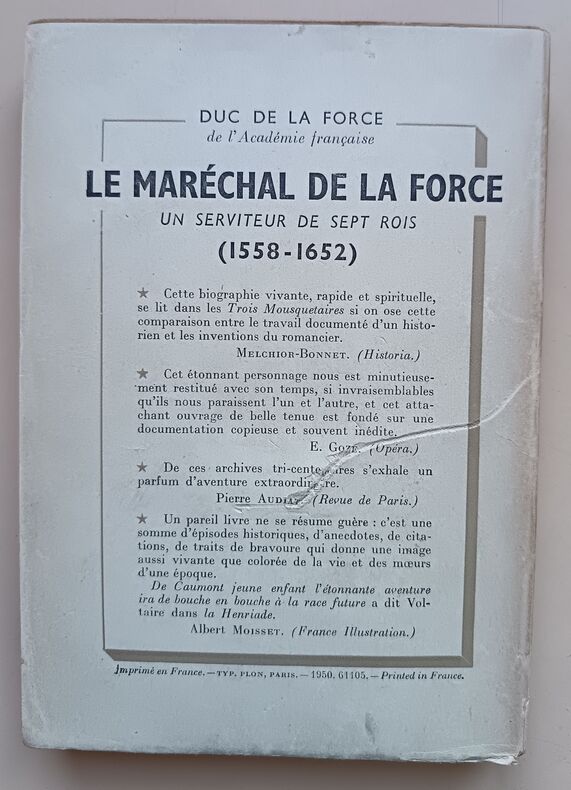 DUC DE LA FORCE
de l'Académie française
LE MARÉCHAL DE LA FORCE
UN SERVITEUR DE SEPT ROIS
(1558-1652)
★ Cette biographie vivante, rapide et spirituelle,
se lit dans les Trois Mousquetaires si on ose cette
comparaison entre le travail documenté d'un histo-
rien et les inventions du romancier.
MELCHIOR-BONNET. (Historia.)
★ Cet étonnant personnage nous est minutieuse-
ment restitué avec son temps, si invraisemblables
qu'ils nous paraissent l'un et l'autre, et cet atta-
chant ouvrage de belle tenue est fondé sur une
documentation copieuse et souvent inédite.
E. (Opéra.)
★ De ces archives tri-centenaires s'exhale un
parfum d'aventure extraordinaire.
Pierre AUDIAT. (Revue de Paris.)
★ Un pareil livre ne se résume guère : c'est une
somme d'épisodes historiques, d'anecdotes, de cita-
tions, de traits de bravoure qui donne une image
aussi vivante que colorée de la vie et des mœurs
d'une époque.
De Caumont jeune enfant l'étonnante aventure
ira de bouche en bouche à la race future a dit Vol-
taire dans la Henriade.
Albert MOISSET. (France Illustration.)
Imprimé en France. — TYP. PLON, PARIS. — 1950. 61105. — Printed in France.